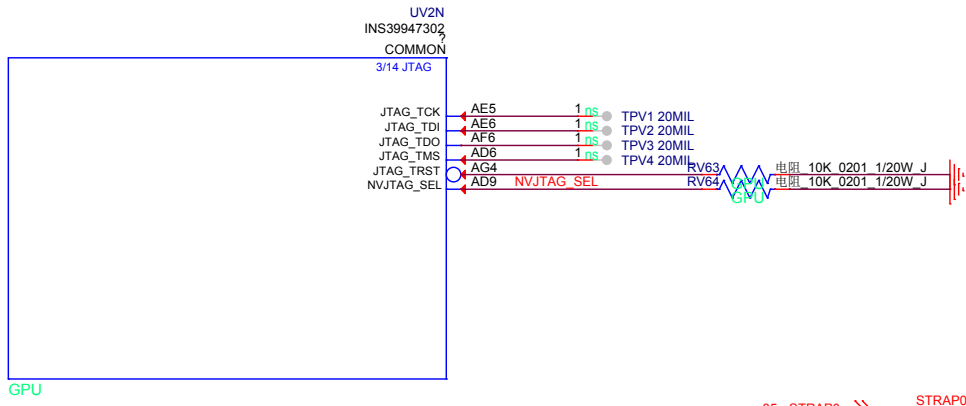 UV2N
INS39947302
?
COMMON
3/14 JTAG
JTAG_TCK AE5 1 ns TPV1 20MIL
JTAG_TDI AE6 1 ns TPV2 20MIL
JTAG_TDO AF6 1 ns TPV3 20MIL
JTAG_TMS AD6 1 ns TPV4 20MIL
JTAG_TRST AG4 RV63 GPU 电阻_10K_0201_1/20W_J
NVJTAG_SEL AD9 NVJTAG_SEL RV64 GPU 电阻_10K_0201_1/20W_J
GPU
STRAP0